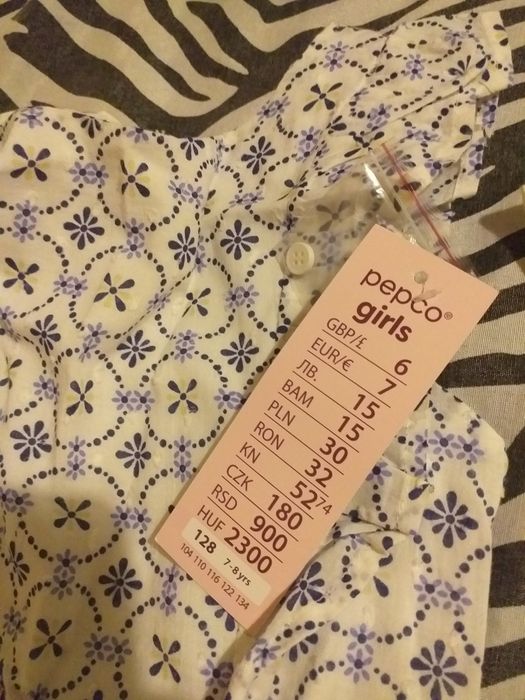 pepco®
girls
GBP/£ 6
EUR/€ 7
ЛВ. 15
BAM 15
PLN 30
RON 32
KN 52,74
CZK 180
RSD 900
HUF 2300
128 7-8 yrs
104 110 116 122 134